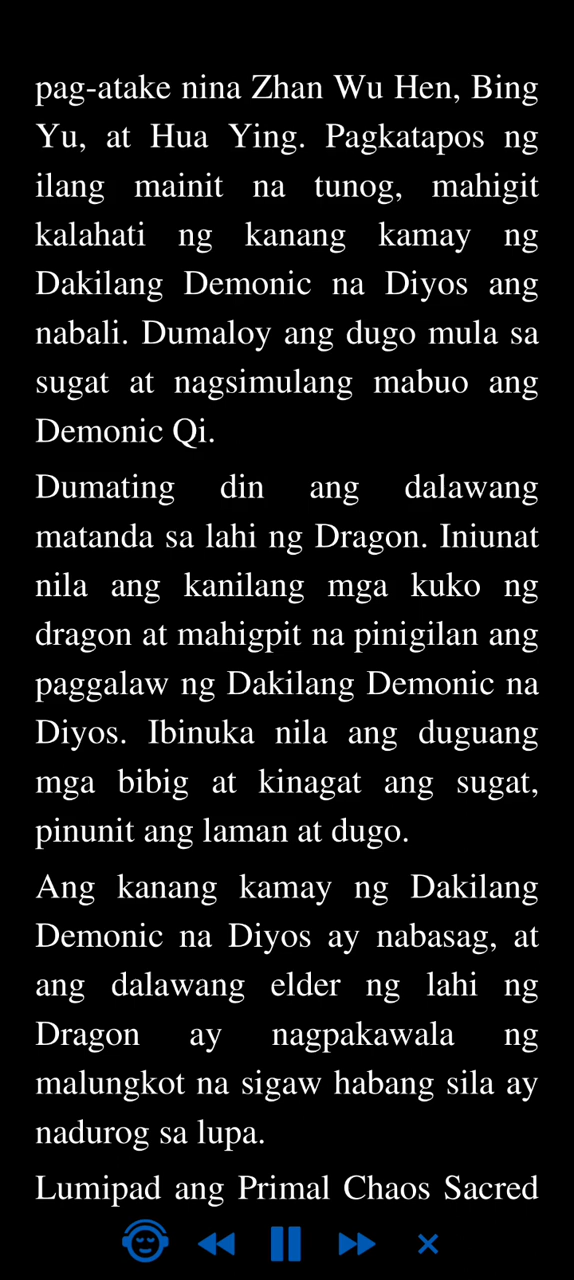 pag-atake nina Zhan Wu Hen, Bing
Yu, at Hua Ying. Pagkatapos ng
ilang mainit na tunog, mahigit
kalahati ng kanang kamay ng
Dakilang Demonic na Diyos ang
nabali. Dumaloy ang dugo mula sa
sugat at nagsimulang mabuo ang
Demonic Qi.
Dumating din ang dalawang
matanda sa lahi ng Dragon. Iniunat
nila ang kanilang mga kuko ng
dragon at mahigpit na pinigilan ang
paggalaw ng Dakilang Demonic na
Diyos. Ibinuka nila ang duguang
mga bibig at kinagat ang sugat,
pinunit ang laman at dugo.
Ang kanang kamay ng Dakilang
Demonic na Diyos ay nabasag, at
ang dalawang elder ng lahi ng
Dragon ay nagpakawala ng
malungkot na sigaw habang sila ay
nadurog sa lupa.
Lumipad ang Primal Chaos Sacred